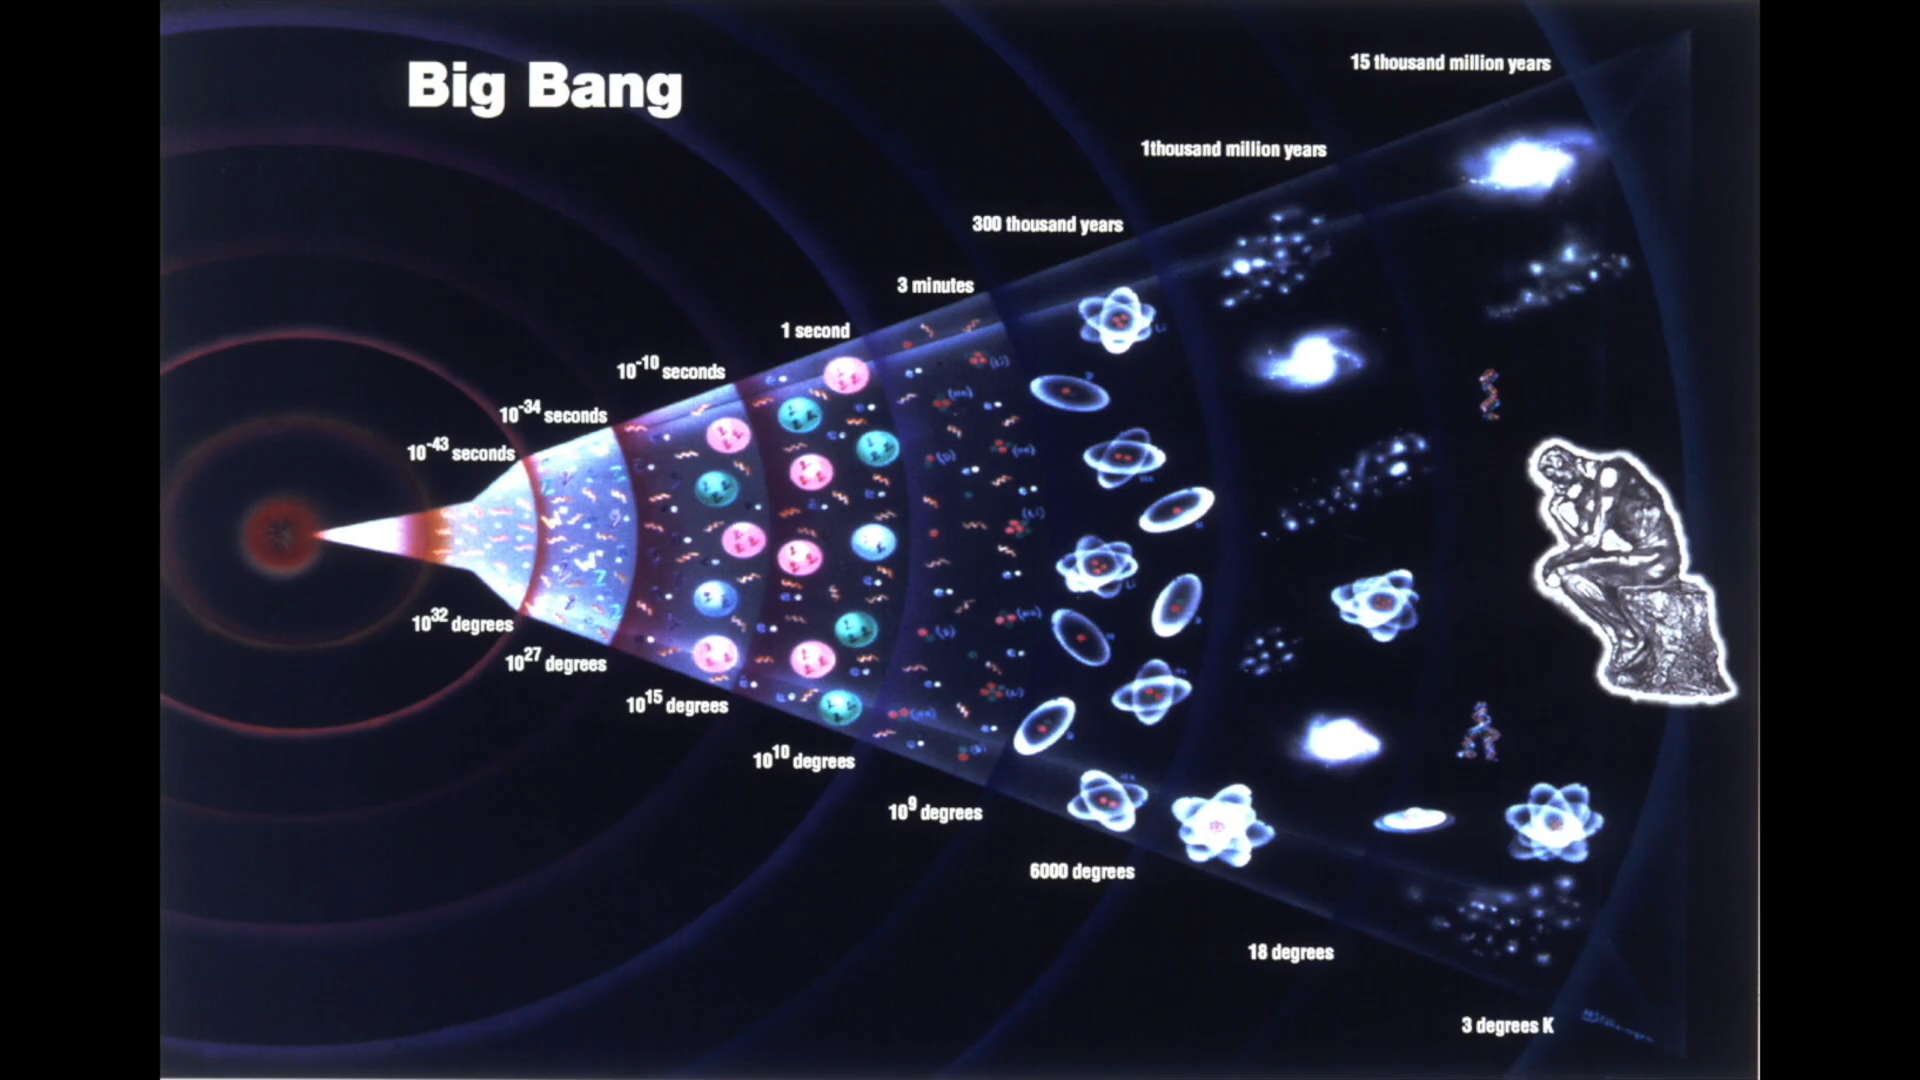 Big Bang
15 thousand million years
1thousand million years
300 thousand years
3 minutes
1 second
10⁻¹⁰ seconds
10⁻³⁴ seconds
10⁻⁴³ seconds
10³² degrees
10²⁷ degrees
10¹⁵ degrees
10¹⁰ degrees
10⁹ degrees
6000 degrees
18 degrees
3 degrees K